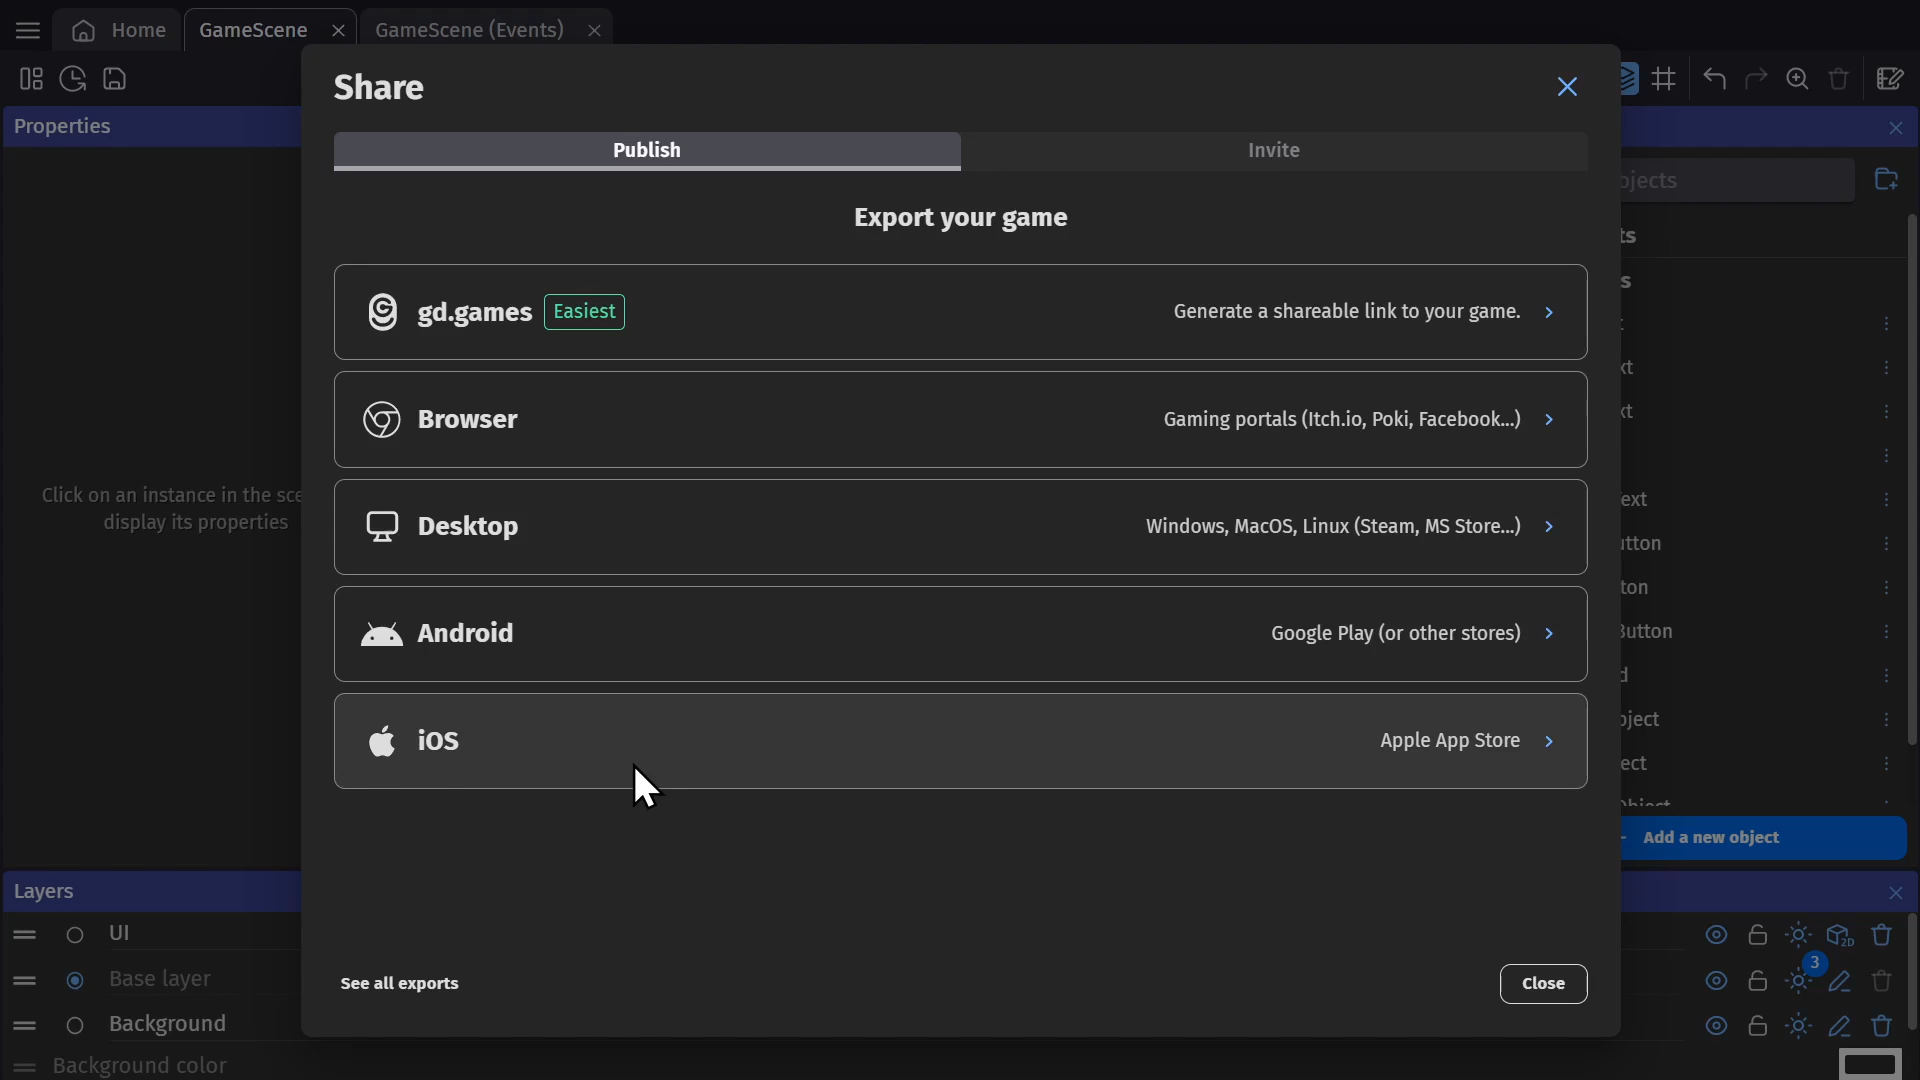 Home
GameScene
GameScene (Events)
Share
Properties
Publish
Invite
Export your game
gd.games
Easiest
Generate a shareable link to your game.
Browser
Gaming portals (Itch.io, Poki, Facebook...)
Click on an instance in the sce
display its properties
Desktop
Windows, MacOS, Linux (Steam, MS Store...)
Android
Google Play (or other stores)
iOS
Apple App Store
Add a new object
Layers
UI
2D
3
Base layer
See all exports
Close
Background
Background color